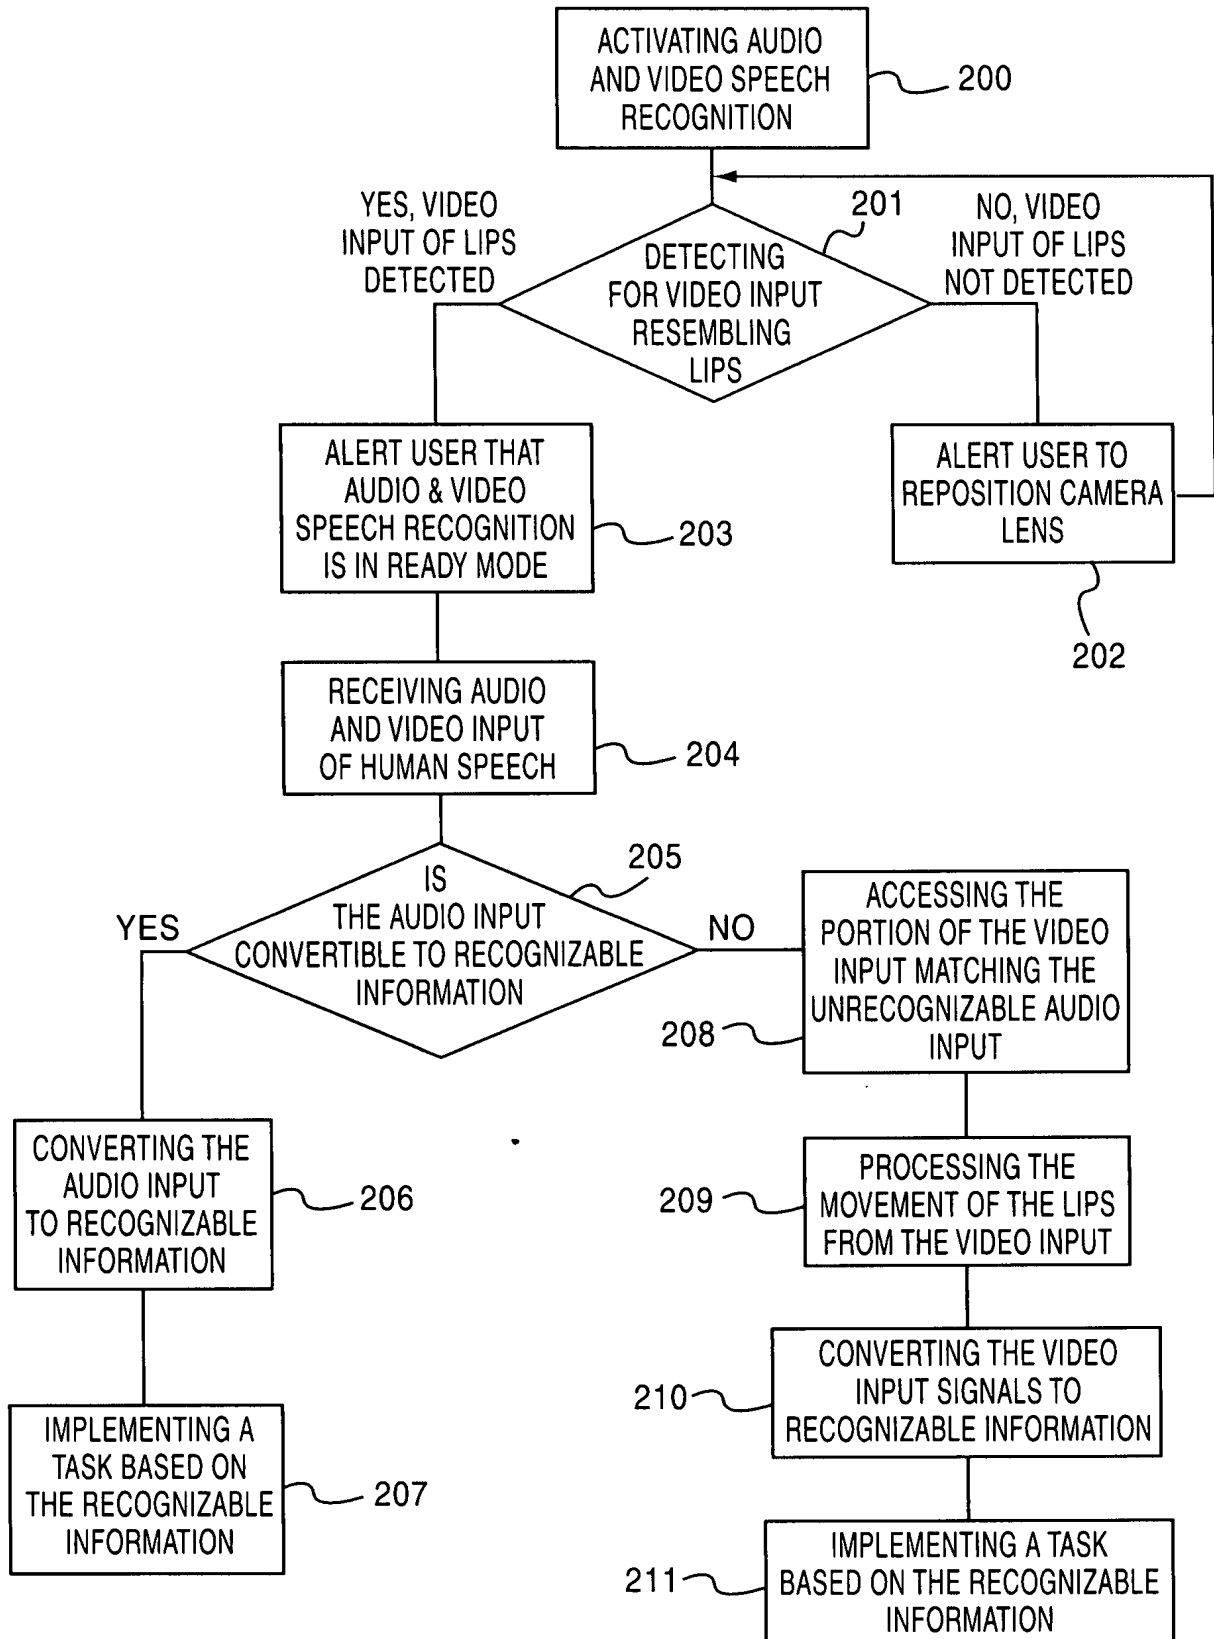 ACTIVATING AUDIO
AND VIDEO SPEECH
RECOGNITION
200
YES, VIDEO
INPUT OF LIPS
DETECTED
201
NO, VIDEO
INPUT OF LIPS
NOT DETECTED
DETECTING
FOR VIDEO INPUT
RESEMBLING
LIPS
ALERT USER THAT
AUDIO & VIDEO
SPEECH RECOGNITION
IS IN READY MODE
203
ALERT USER TO
REPOSITION CAMERA
LENS
202
RECEIVING AUDIO
AND VIDEO INPUT
OF HUMAN SPEECH
204
205
IS
THE AUDIO INPUT
CONVERTIBLE TO RECOGNIZABLE
INFORMATION
YES
NO
ACCESSING THE
PORTION OF THE VIDEO
INPUT MATCHING THE
UNRECOGNIZABLE AUDIO
INPUT
208
CONVERTING THE
AUDIO INPUT
TO RECOGNIZABLE
INFORMATION
206
PROCESSING THE
MOVEMENT OF THE LIPS
FROM THE VIDEO INPUT
209
CONVERTING THE VIDEO
INPUT SIGNALS TO
RECOGNIZABLE INFORMATION
210
IMPLEMENTING A
TASK BASED ON
THE RECOGNIZABLE
INFORMATION
207
IMPLEMENTING A TASK
BASED ON THE RECOGNIZABLE
INFORMATION
211